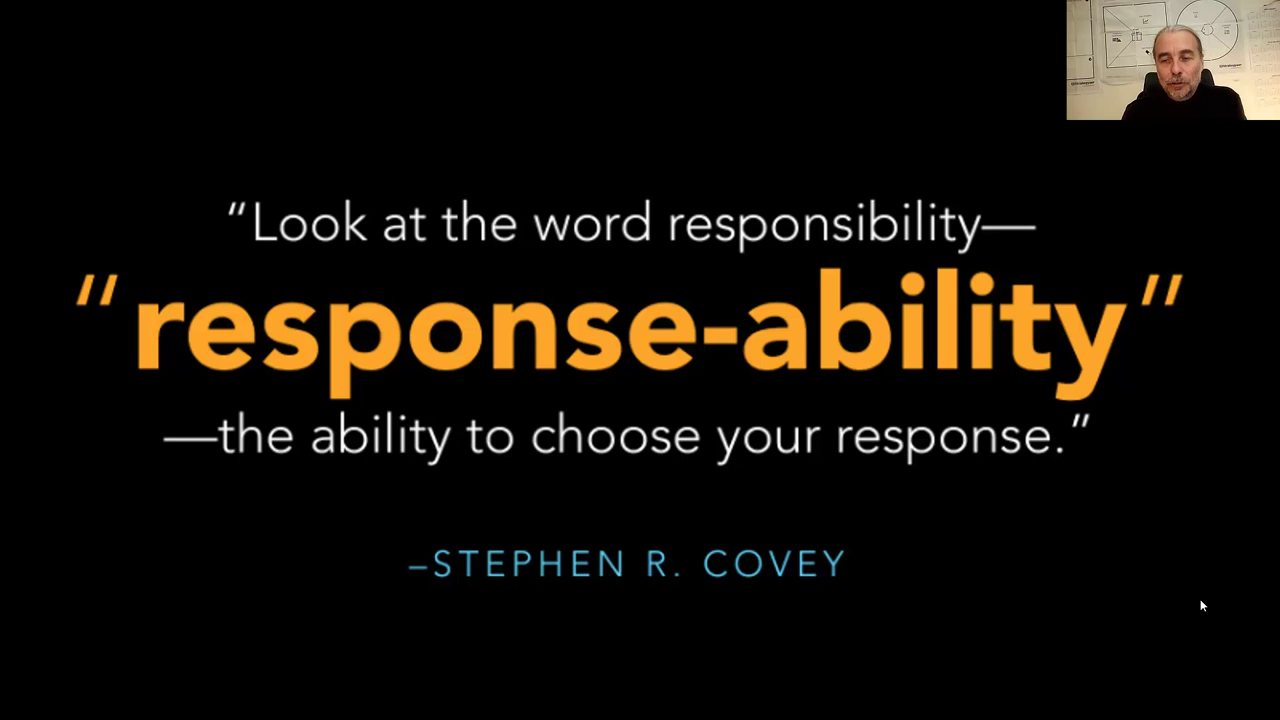 “Look at the word responsibility—
“response-ability”
—the ability to choose your response.”
–STEPHEN R. COVEY